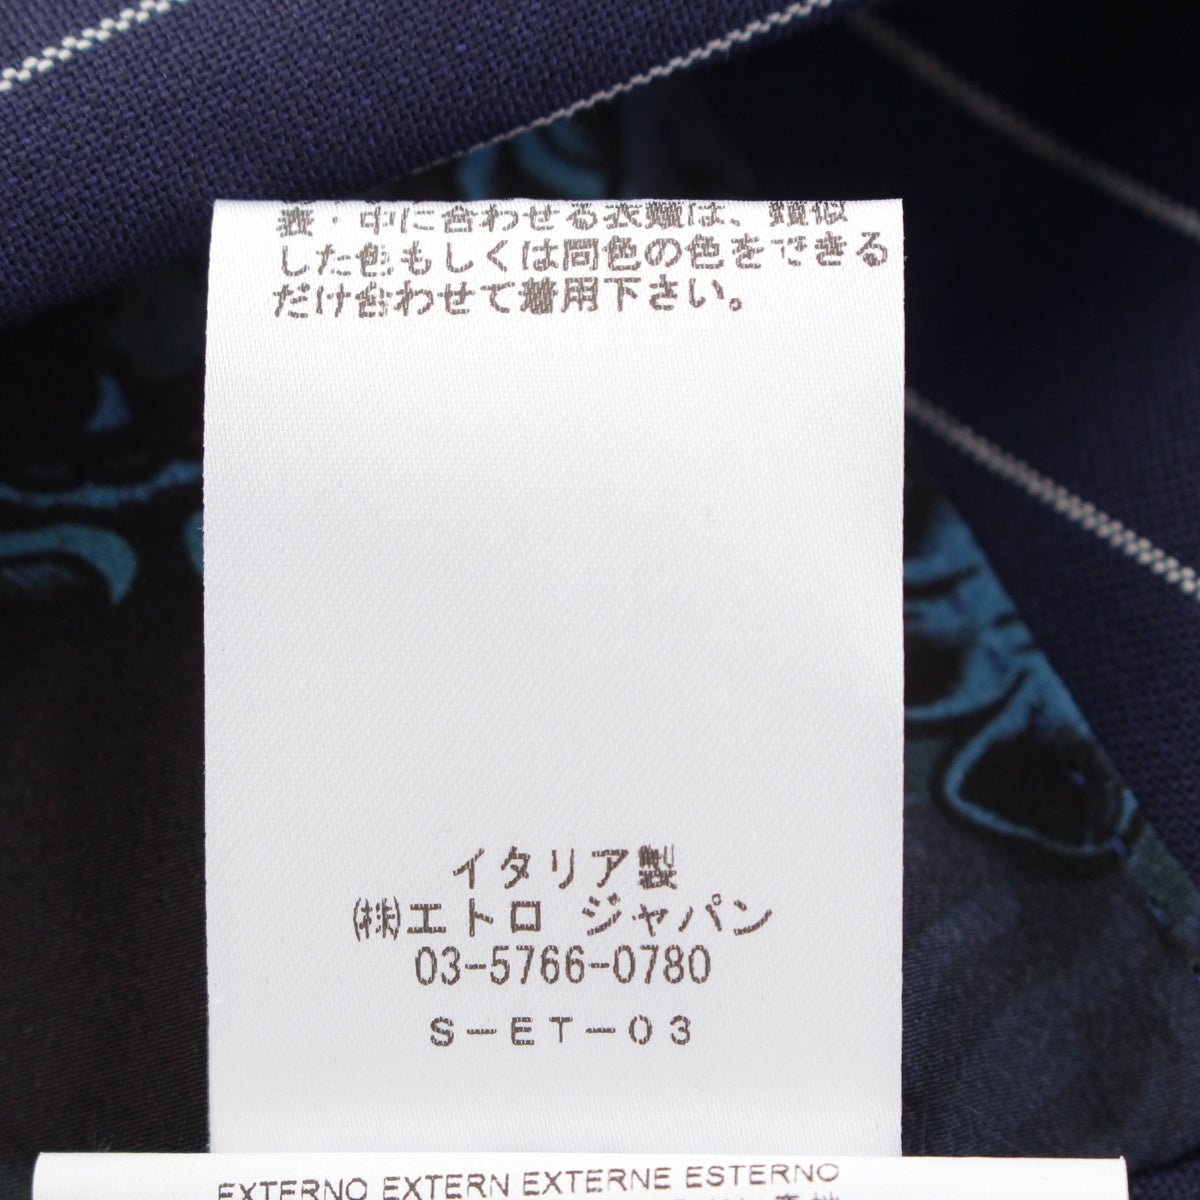 表・中に合わせる衣類は、類似
した色もしくは同色の色をできる
だけ合わせて着用下さい。
イタリア製
㈱エトロ ジャパン
03-5766-0780
S-ET-03
EXTERNO EXTERN EXTERNE ESTERNO